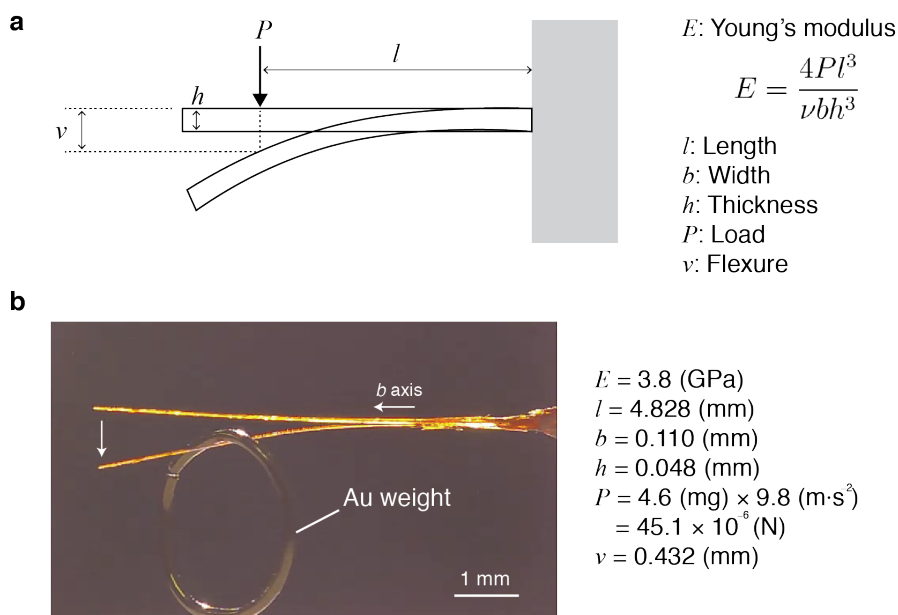 a
P
l
h
v
E: Young's modulus
E = 4Pl³ / νbh³
l: Length
b: Width
h: Thickness
P: Load
v: Flexure
b
b axis
Au weight
1 mm
E = 3.8 (GPa)
l = 4.828 (mm)
b = 0.110 (mm)
h = 0.048 (mm)
P = 4.6 (mg) × 9.8 (m·s²)
= 45.1 × 10⁻⁶ (N)
v = 0.432 (mm)